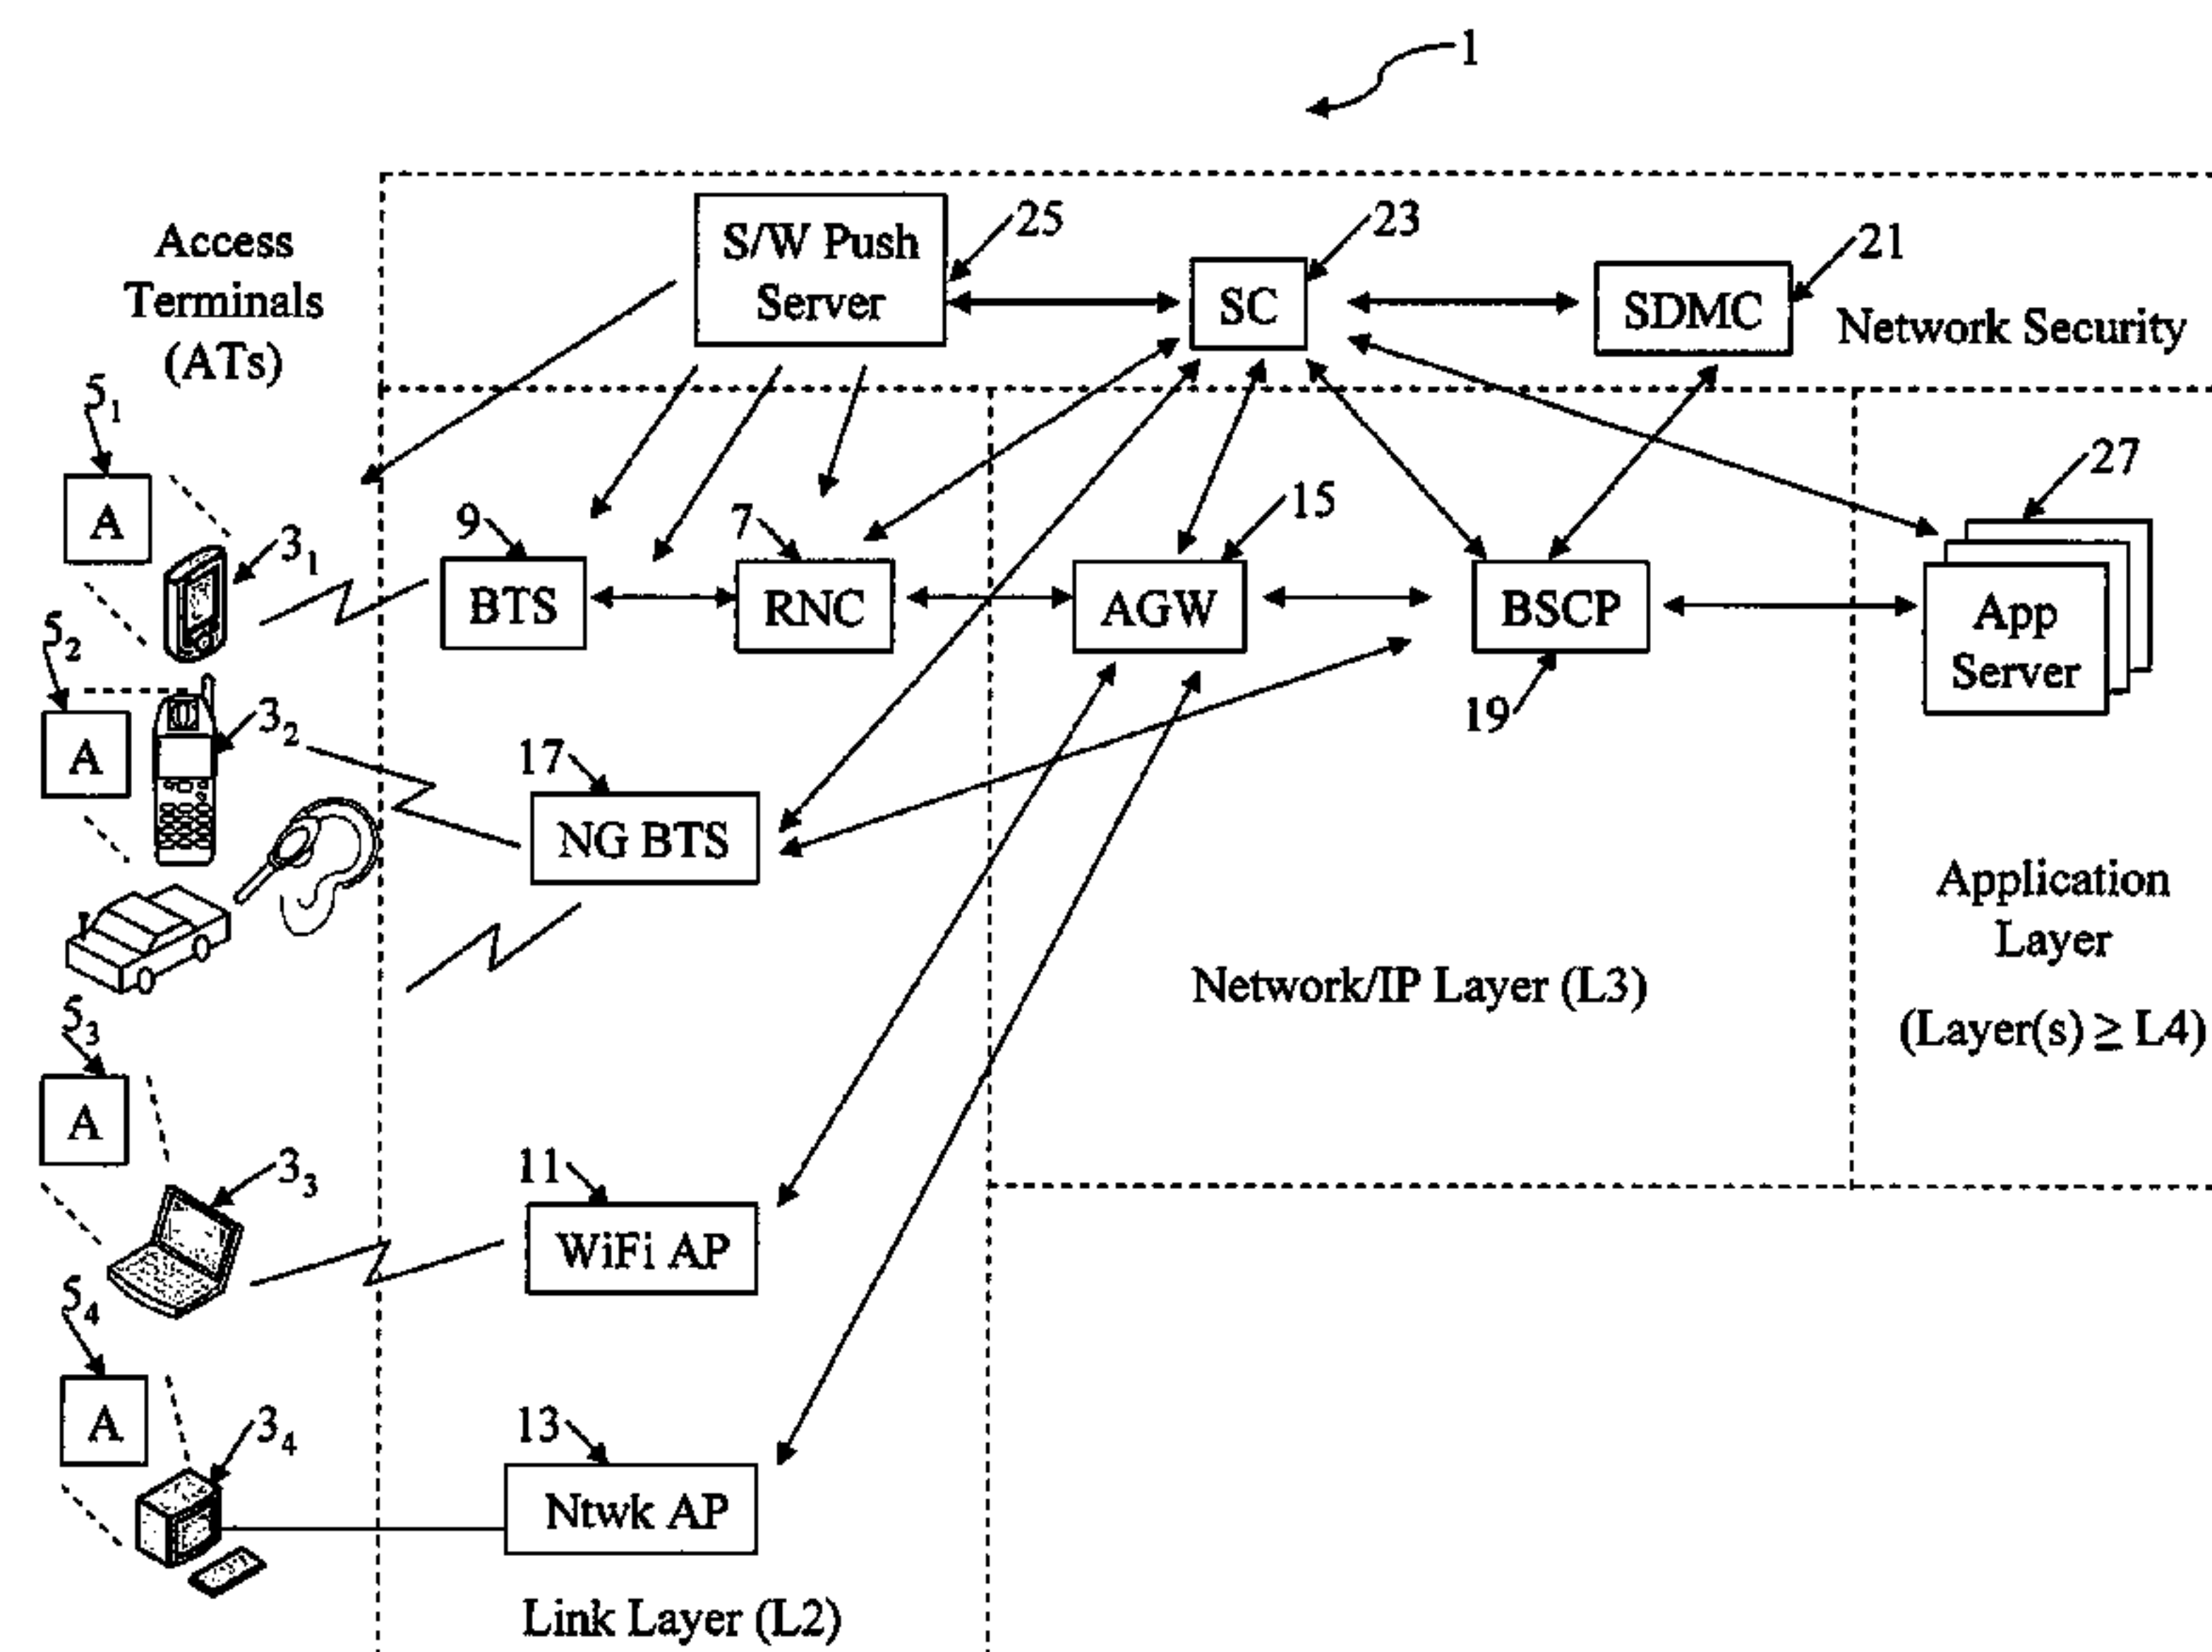 1
Access
Terminals
(ATs)
S/W Push
Server
25
SC
23
SDMC
21
Network Security
5₁
A
3₁
9
BTS
7
RNC
15
AGW
BSCP
19
27
App
Server
5₂
A
3₂
17
NG BTS
Application
Layer
(Layer(s) ≥ L4)
Network/IP Layer (L3)
5₃
A
3₃
11
WiFi AP
5₄
A
3₄
13
Ntwk AP
Link Layer (L2)